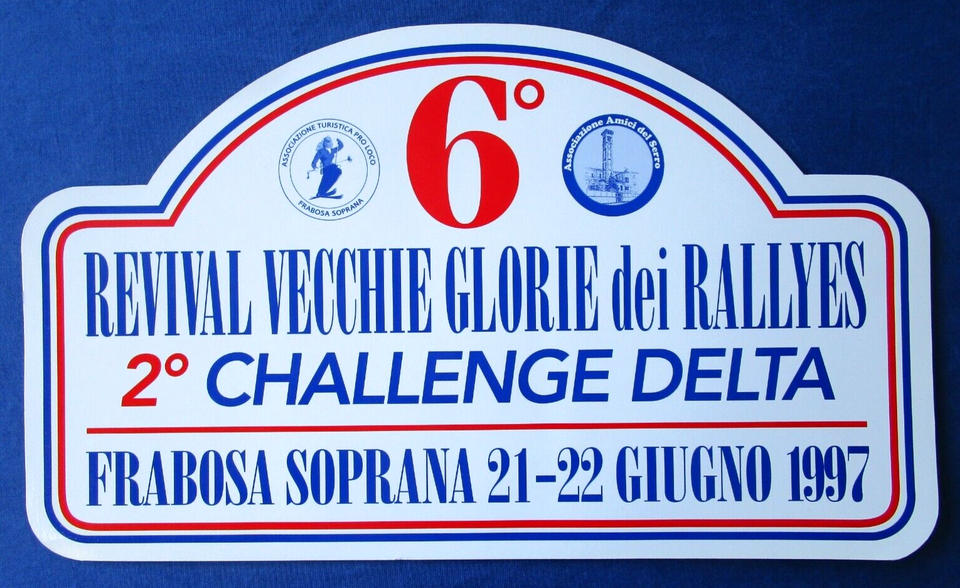 6°
ASSOCIAZIONE TURISTICA PRO LOCO
FRABOSA SOPRANA
Associazione Amici del Serro
REVIVAL VECCHIE GLORIE dei RALLYES
2° CHALLENGE DELTA
FRABOSA SOPRANA 21-22 GIUGNO 1997